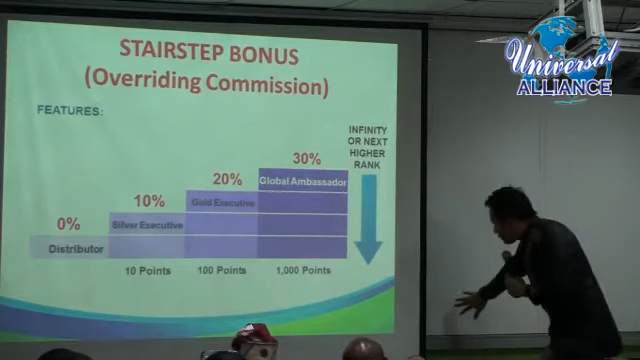 STAIRSTEP BONUS
(Overriding Commission)
FEATURES:
INFINITY
OR NEXT
HIGHER
RANK
30%
Global Ambassador
20%
Gold Executive
10%
Silver Executive
0%
Distributor
10 Points
100 Points
1,000 Points
Universal
ALLIANCE